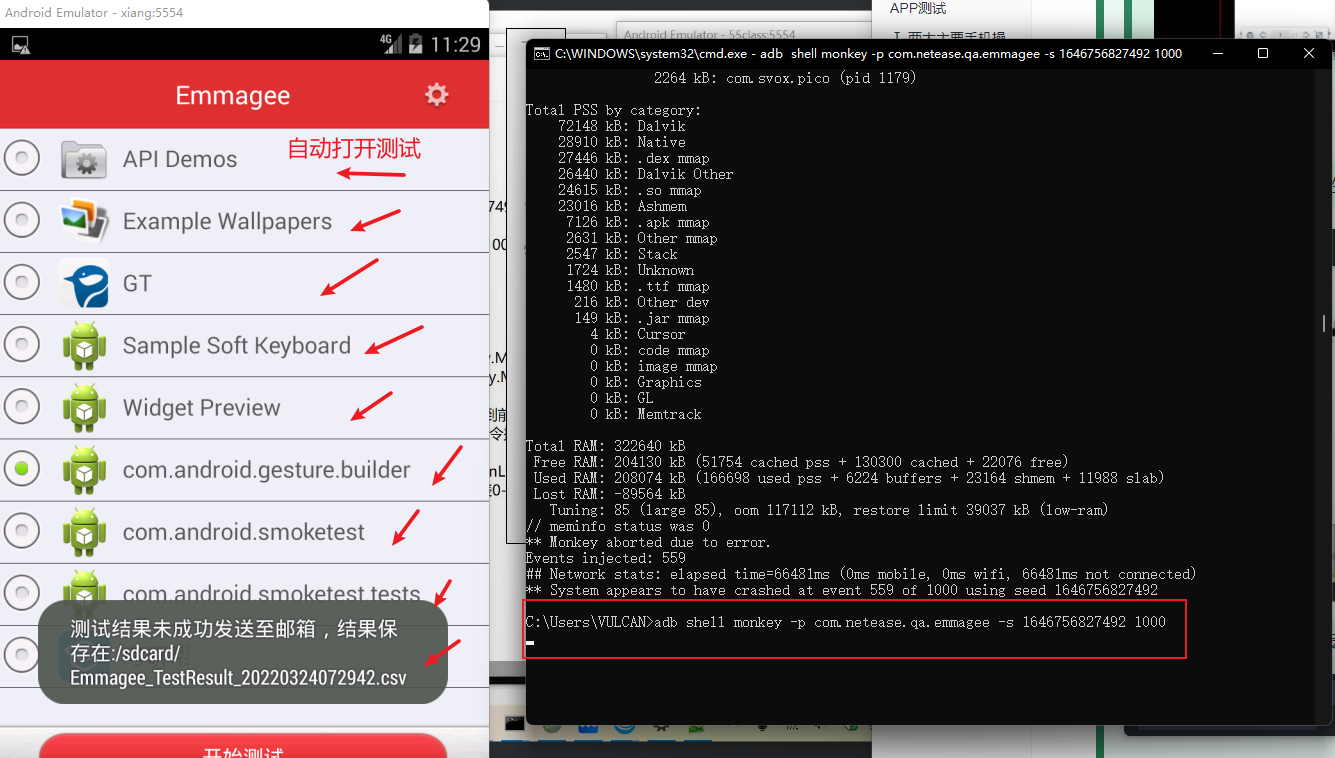 Android Emulator - xiang:5554
4G
11:29
Emmagee
API Demos
自动打开测试
Example Wallpapers
GT
Sample Soft Keyboard
Widget Preview
com.android.gesture.builder
com.android.smoketest
com.android.smoketest.tests
测试结果未成功发送至邮箱，结果保
存在:/sdcard/
Emmagee_TestResult_20220324072942.csv
开始测试
Android Emulator - 55class:5554
APP测试
C:\WINDOWS\system32\cmd.exe - adb  shell monkey -p com.netease.qa.emmagee -s 1646756827492 1000
2264 kB: com.svox.pico (pid 1179)
Total PSS by category:
72148 kB: Dalvik
28910 kB: Native
27446 kB: .dex mmap
26440 kB: Dalvik Other
24615 kB: .so mmap
23016 kB: Ashmem
7126 kB: .apk mmap
2631 kB: Other mmap
2547 kB: Stack
1724 kB: Unknown
1480 kB: .ttf mmap
216 kB: Other dev
149 kB: .jar mmap
4 kB: Cursor
0 kB: code mmap
0 kB: image mmap
0 kB: Graphics
0 kB: GL
0 kB: Memtrack
Total RAM: 322640 kB
Free RAM: 204130 kB (51754 cached pss + 130300 cached + 22076 free)
Used RAM: 208074 kB (166698 used pss + 6224 buffers + 23164 shmem + 11988 slab)
Lost RAM: -89564 kB
Tuning: 85 (large 85), oom 117112 kB, restore limit 39037 kB (low-ram)
// meminfo status was 0
** Monkey aborted due to error.
Events injected: 559
## Network stats: elapsed time=66481ms (0ms mobile, 0ms wifi, 66481ms not connected)
** System appears to have crashed at event 559 of 1000 using seed 1646756827492
C:\Users\VULCAN>adb shell monkey -p com.netease.qa.emmagee -s 1646756827492 1000